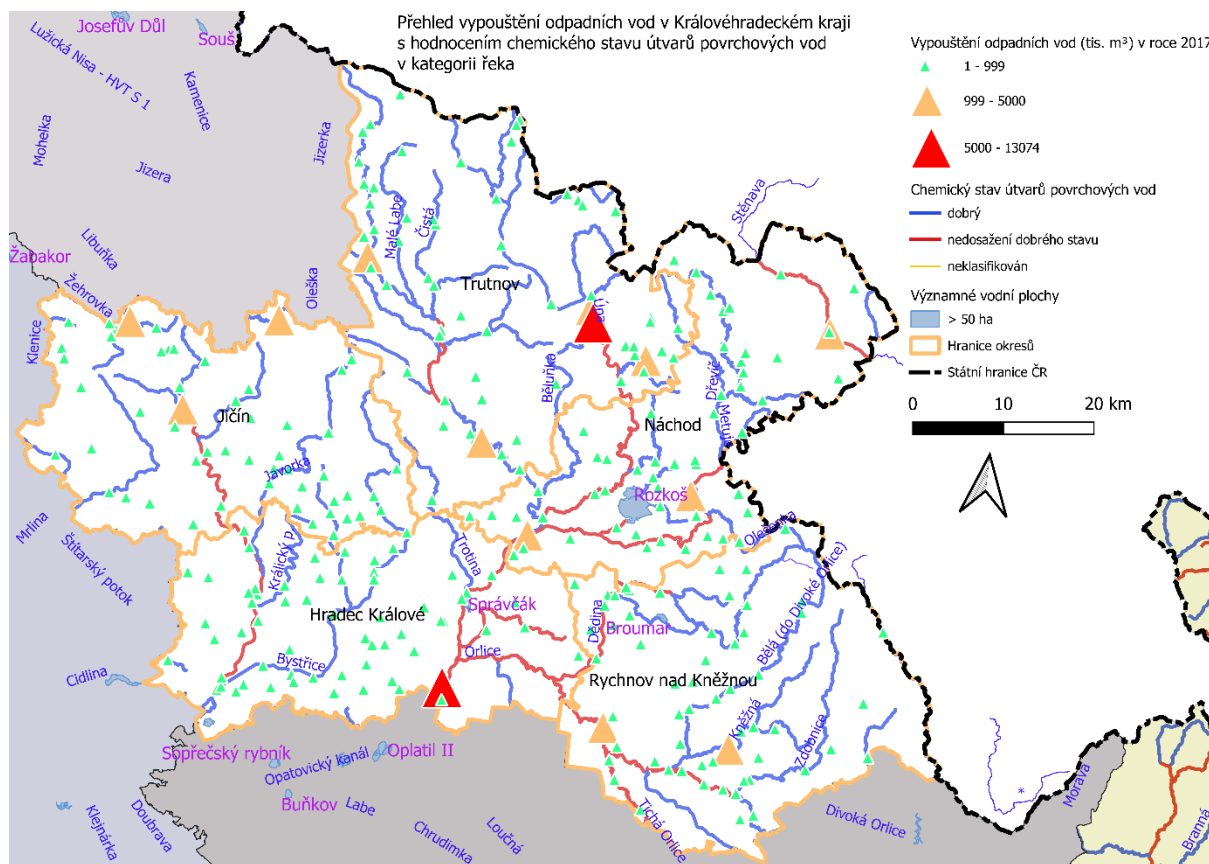 Přehled vypouštění odpadních vod v Královéhradeckém kraji
s hodnocením chemického stavu útvarů povrchových vod
v kategorii řeka
Vypouštění odpadních vod (tis. m³) v roce 2017
1 - 999
999 - 5000
5000 - 13074
Chemický stav útvarů povrchových vod
dobrý
nedosažení dobrého stavu
neklasifikován
Významné vodní plochy
> 50 ha
Hranice okresů
Státní hranice ČR
0 10 20 km
Josefův Důl
Souš
Lužická Nisa - HVT S 1
Kamenice
Mohelka
Jizera
Jizerka
Stěnava
Malé Labe
Čistá
Žabakor
Libuňka
Žehrovka
Oleška
Trutnov
Úpa
Klenice
Běluňka
Dřevíč
Metuje
Jičín
Náchod
Javorka
Rozkoš
Mrlina
Štítarský potok
Králický p.
Trotina
Olešenka
Správčák
Hradec Králové
Dědina
Broumar
Bělá (do Divoké Orlice)
Orlice
Bystřice
Cidlina
Rychnov nad Kněžnou
Kněžná
Zdobnice
Sopřečský rybník
Opatovický kanál
Oplatil II
Buňkov
Labe
Klejnárka
Doubrava
Chrudimka
Loučná
Tichá Orlice
Divoká Orlice
Morava
Branná